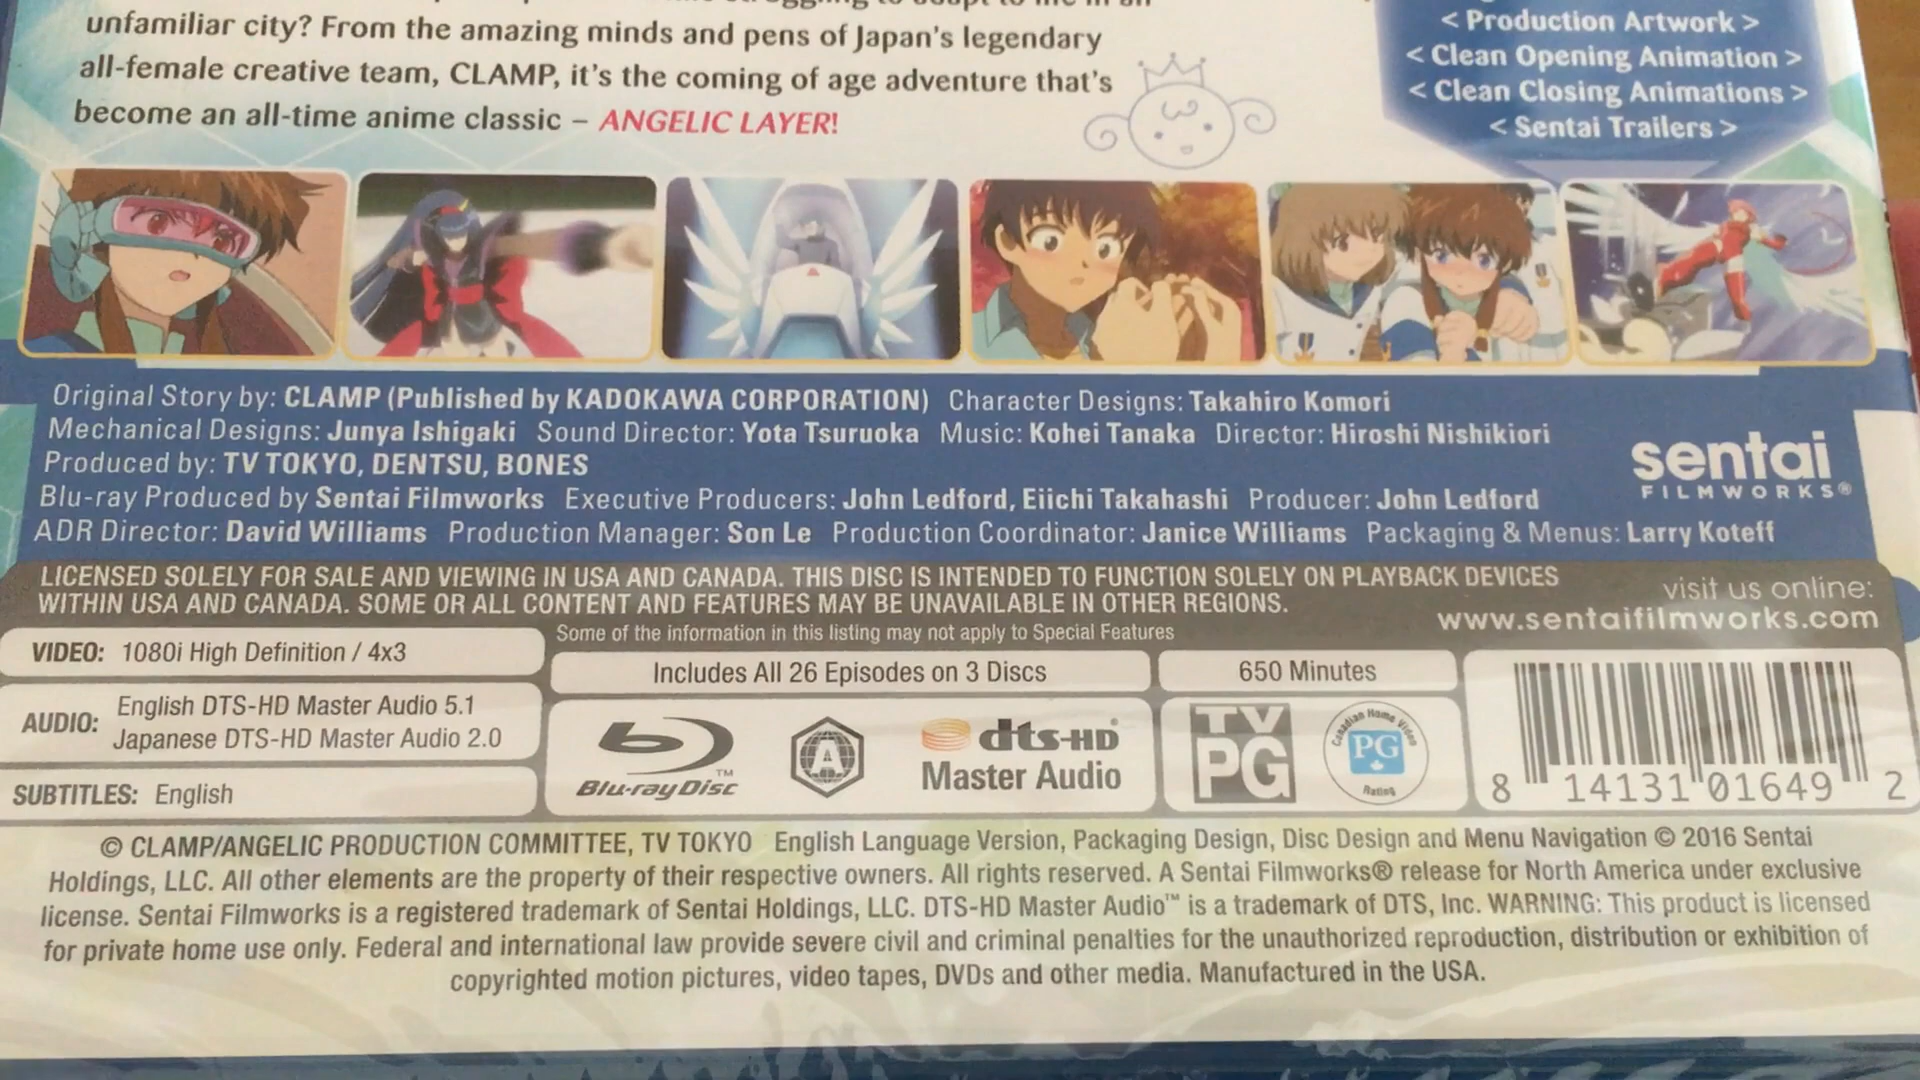 unfamiliar city? From the amazing minds and pens of Japan's legendary
all-female creative team, CLAMP, it's the coming of age adventure that's
become an all-time anime classic – ANGELIC LAYER!
< Production Artwork >
< Clean Opening Animation >
< Clean Closing Animations >
< Sentai Trailers >
Original Story by: CLAMP (Published by KADOKAWA CORPORATION) Character Designs: Takahiro Komori
Mechanical Designs: Junya Ishigaki Sound Director: Yota Tsuruoka Music: Kohei Tanaka Director: Hiroshi Nishikiori
Produced by: TV TOKYO, DENTSU, BONES
Blu-ray Produced by Sentai Filmworks Executive Producers: John Ledford, Eiichi Takahashi Producer: John Ledford
ADR Director: David Williams Production Manager: Son Le Production Coordinator: Janice Williams Packaging & Menus: Larry Koteff
sentai
FILMWORKS®
LICENSED SOLELY FOR SALE AND VIEWING IN USA AND CANADA. THIS DISC IS INTENDED TO FUNCTION SOLELY ON PLAYBACK DEVICES
WITHIN USA AND CANADA. SOME OR ALL CONTENT AND FEATURES MAY BE UNAVAILABLE IN OTHER REGIONS.
visit us online:
www.sentaifilmworks.com
Some of the information in this listing may not apply to Special Features
VIDEO: 1080i High Definition / 4x3
AUDIO: English DTS-HD Master Audio 5.1
Japanese DTS-HD Master Audio 2.0
SUBTITLES: English
Includes All 26 Episodes on 3 Discs
650 Minutes
Blu-ray Disc™
A
dts-HD
Master Audio
TV
PG
Canadian Home Video
PG
Rating
8 14131 01649 2
© CLAMP/ANGELIC PRODUCTION COMMITTEE, TV TOKYO English Language Version, Packaging Design, Disc Design and Menu Navigation © 2016 Sentai
Holdings, LLC. All other elements are the property of their respective owners. All rights reserved. A Sentai Filmworks® release for North America under exclusive
license. Sentai Filmworks is a registered trademark of Sentai Holdings, LLC. DTS-HD Master Audio™ is a trademark of DTS, Inc. WARNING: This product is licensed
for private home use only. Federal and international law provide severe civil and criminal penalties for the unauthorized reproduction, distribution or exhibition of
copyrighted motion pictures, video tapes, DVDs and other media. Manufactured in the USA.